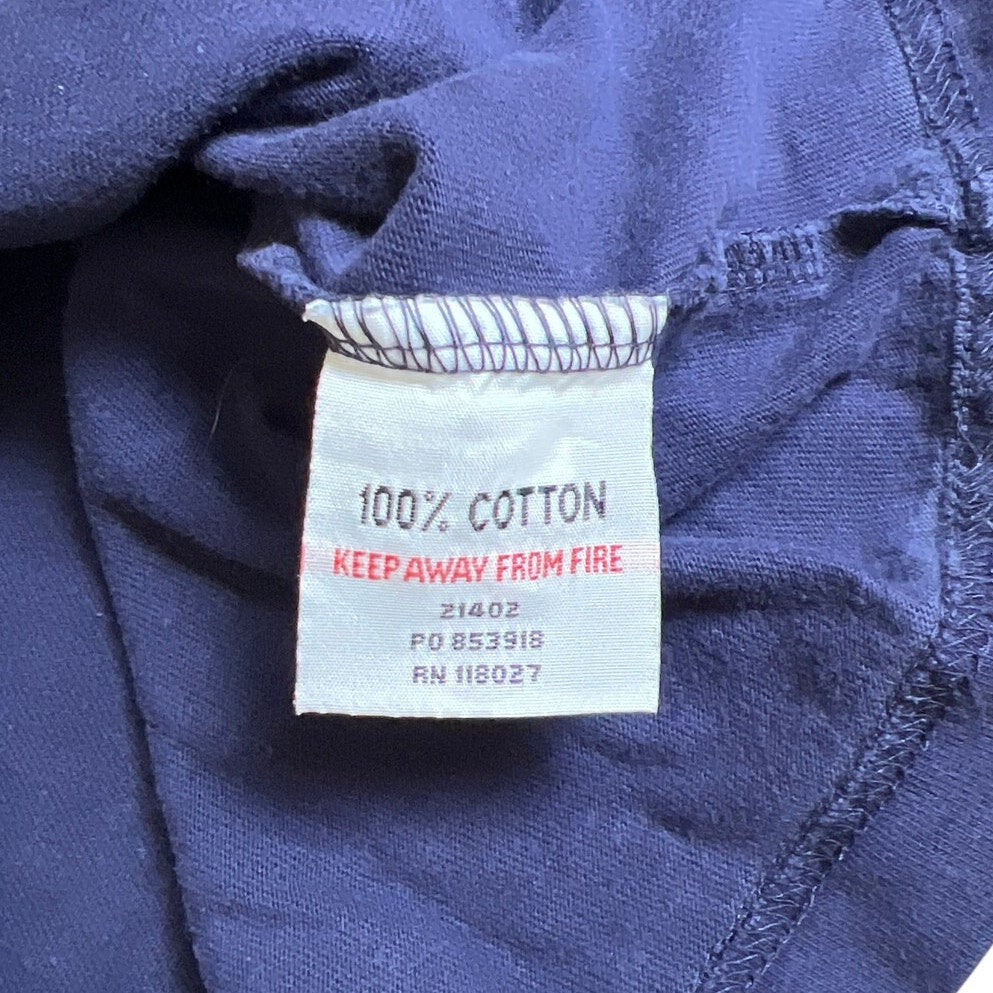 100% COTTON
KEEP AWAY FROM FIRE
21402
PO 853918
RN 118027